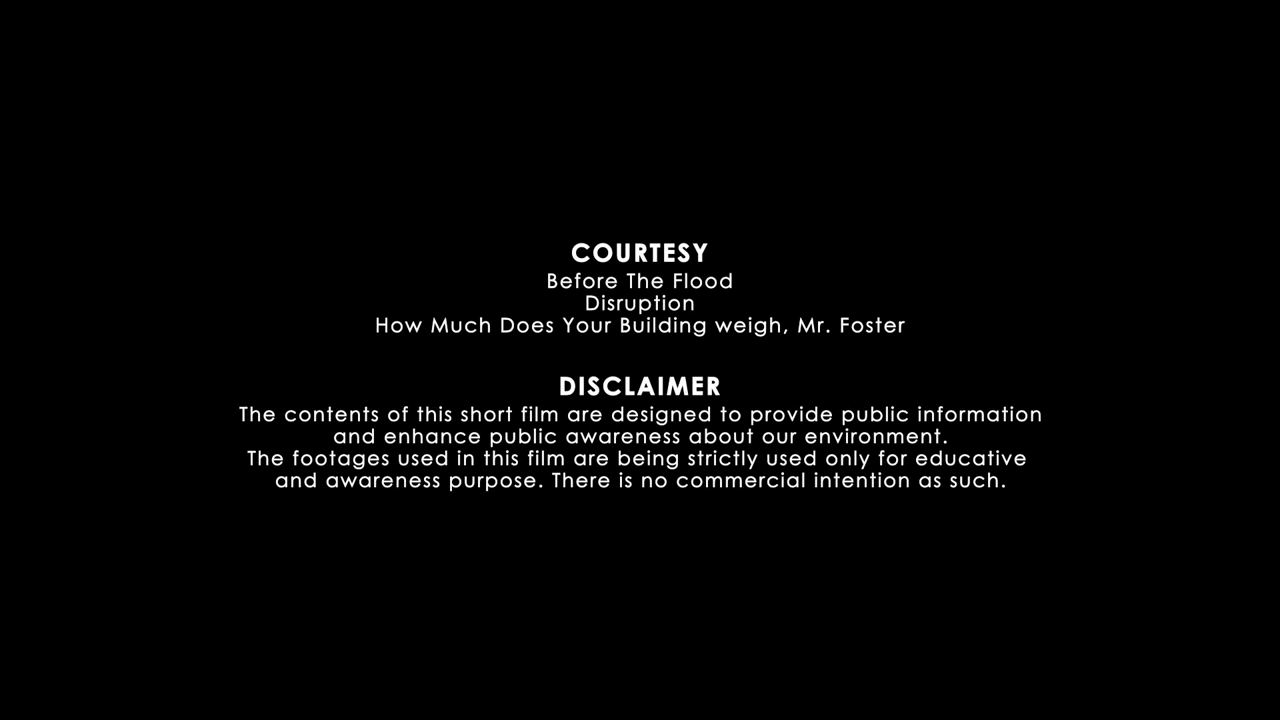 COURTESY
Before The Flood
Disruption
How Much Does Your Building weigh, Mr. Foster
DISCLAIMER
The contents of this short film are designed to provide public information
and enhance public awareness about our environment.
The footages used in this film are being strictly used only for educative
and awareness purpose. There is no commercial intention as such.